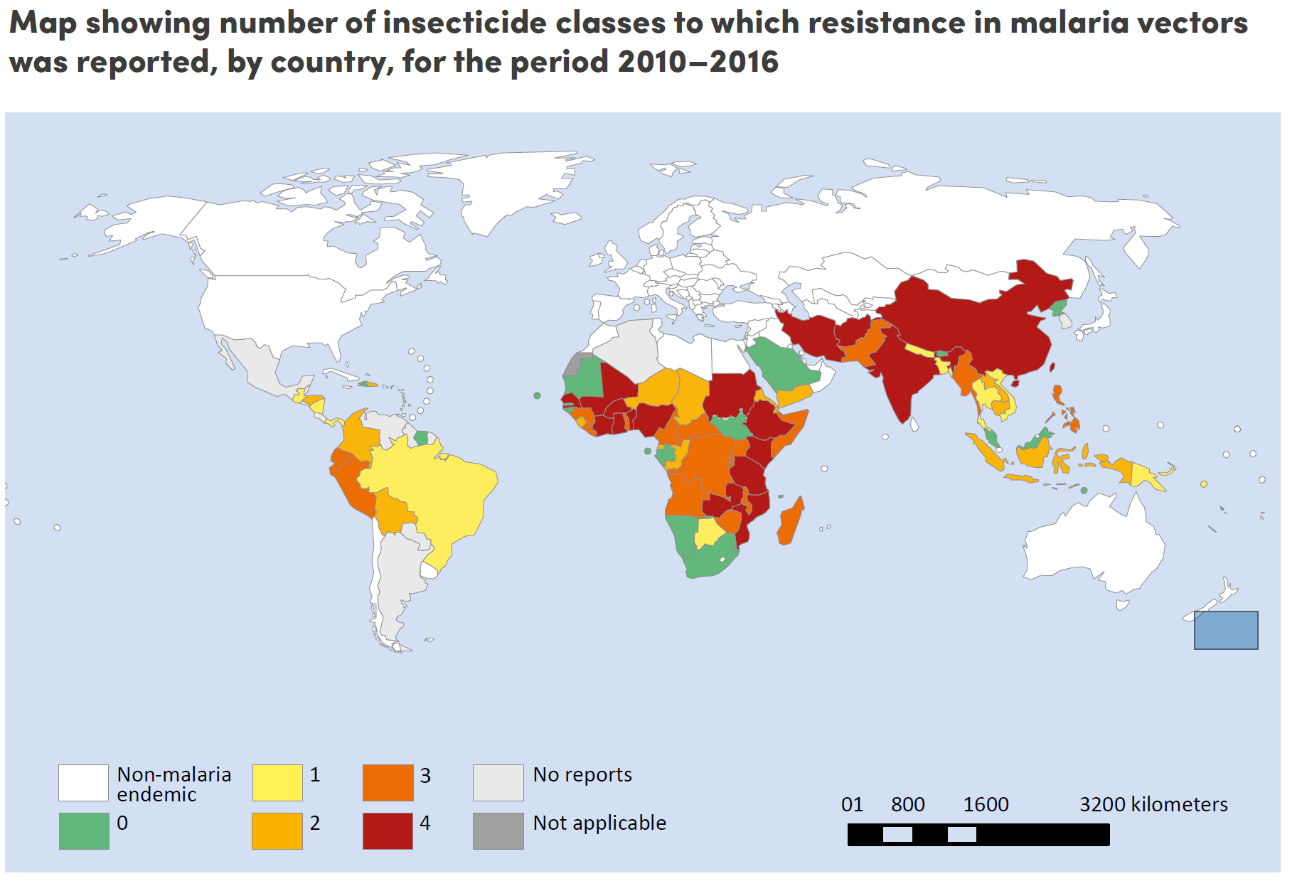 Map showing number of insecticide classes to which resistance in malaria vectors
was reported, by country, for the period 2010–2016
Non-malaria
endemic
1
3
No reports
0
2
4
Not applicable
01 800 1600 3200 kilometers